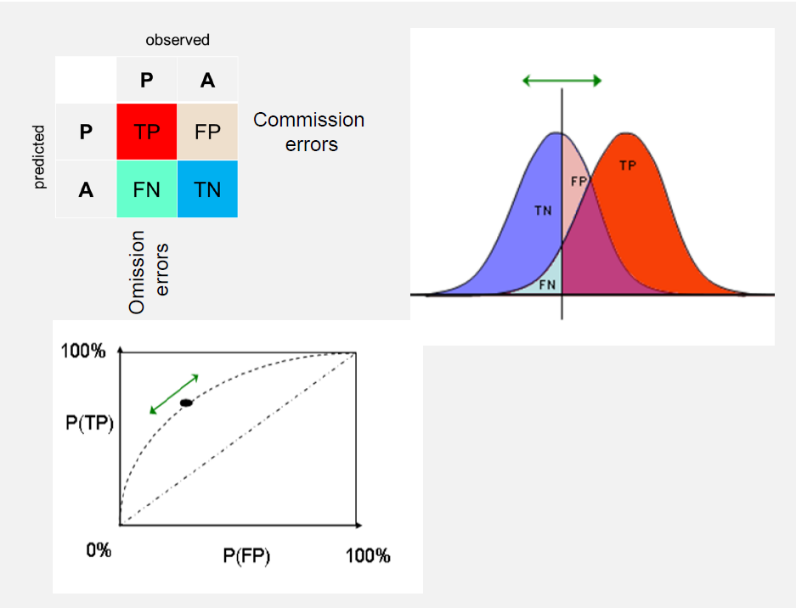 observed
P A
predicted
P TP FP
Commission
errors
A FN TN
Omission
errors
TP
FP
TN
FN
100%
P(TP)
0%
P(FP)
100%